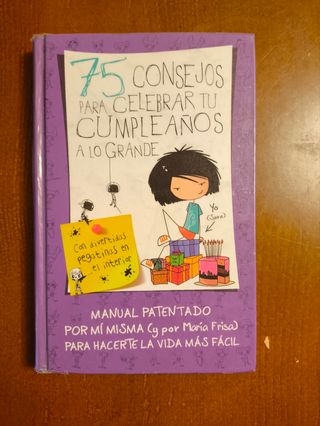 75 CONSEJOS
PARA CELEBRAR TU
CUMPLEAÑOS
A LO GRANDE
Yo
(Sara)
Con divertidas
pegatinas en
el interior
MANUAL PATENTADO
POR MÍ MISMA (y por María Frisa)
PARA HACERTE LA VIDA MÁS FÁCIL